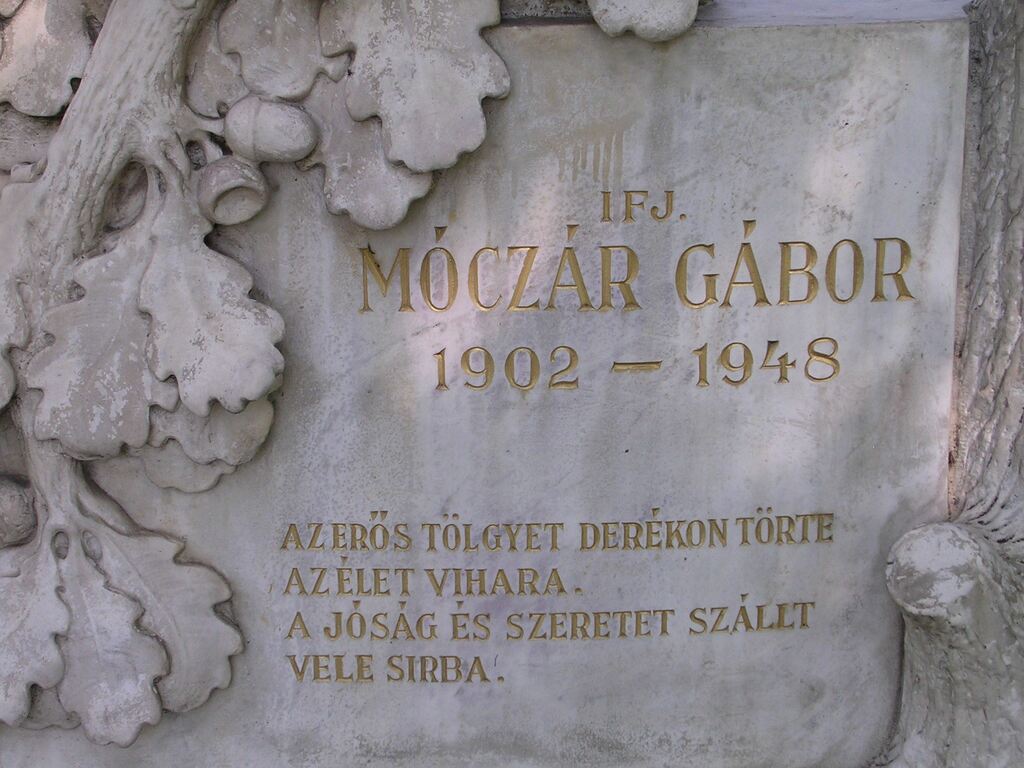 IFJ.
MÓCZÁR GÁBOR
1902 – 1948
AZ ERŐS TÖLGYET DERÉKON TÖRTE
AZ ÉLET VIHARA.
A JÓSÁG ÉS SZERETET SZÁLLT
VELE SIRBA.